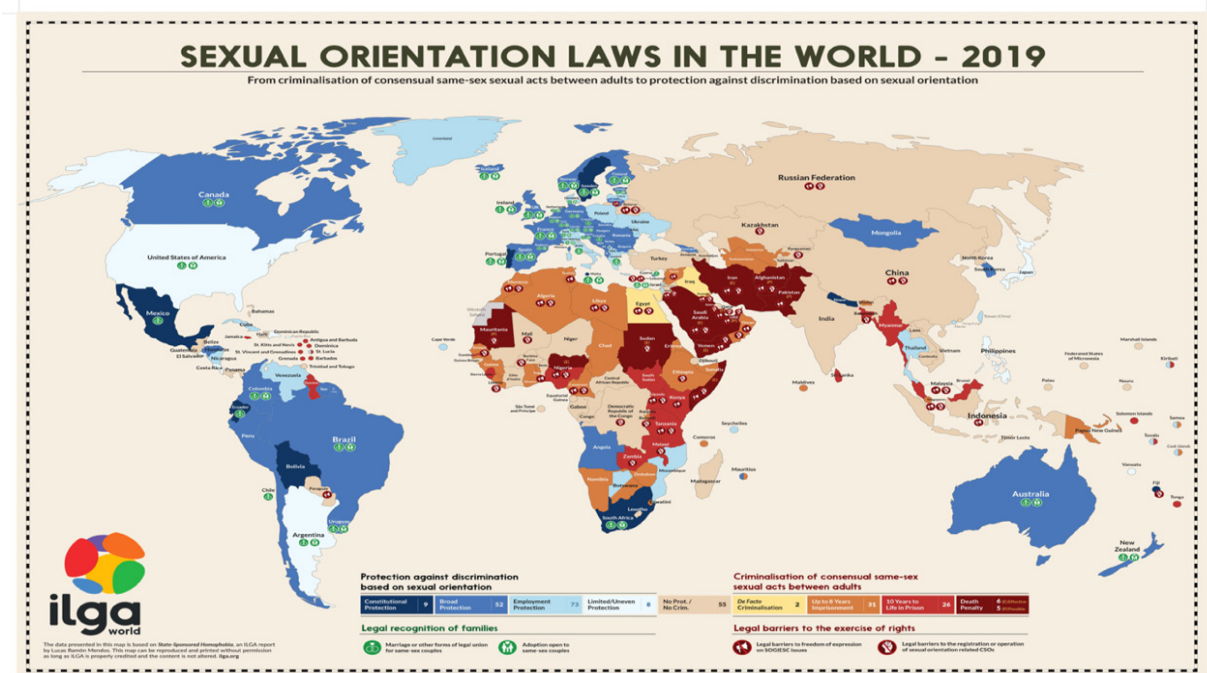 SEXUAL ORIENTATION LAWS IN THE WORLD - 2019
From criminalisation of consensual same-sex sexual acts between adults to protection against discrimination based on sexual orientation
Greenland
Canada
United States of America
Mexico
Bahamas
Cuba
Haiti
Dominican Republic
Jamaica
Belize
Guatemala
El Salvador
Nicaragua
Costa Rica
Panama
Antigua and Barbuda
St. Kitts and Nevis
Dominica
St. Vincent and Grenadines
St. Lucia
Grenada
Barbados
Trinidad and Tobago
Venezuela
Colombia
Ecuador
Peru
Brazil
Bolivia
Paraguay
Chile
Uruguay
Argentina
Iceland
Ireland
Portugal
Spain
France
Poland
Ukraine
Turkey
Russian Federation
Kazakhstan
Mongolia
China
North Korea
South Korea
Japan
India
Myanmar
Laos
Thailand
Vietnam
Philippines
Malaysia
Brunei
Indonesia
Timor Leste
Papua New Guinea
Sri Lanka
Maldives
Iran
Iraq
Afghanistan
Pakistan
Saudi Arabia
Yemen
Morocco
Algeria
Libya
Egypt
Mauritania
Mali
Niger
Chad
Sudan
Eritrea
Djibouti
Ethiopia
Somalia
Cape Verde
Nigeria
Central African Republic
South Sudan
Equatorial Guinea
São Tomé and Principe
Gabon
Congo
Democratic Republic of the Congo
Kenya
Tanzania
Seychelles
Comoros
Angola
Zambia
Malawi
Mozambique
Madagascar
Mauritius
Namibia
Botswana
Lesotho
South Africa
Australia
New Zealand
Marshall Islands
Federated States of Micronesia
Kiribati
Palau
Nauru
Solomon Islands
Samoa
Tuvalu
Cook Islands
Vanuatu
Fiji
Tonga
ilga
world
The data presented in this map is based on State-Sponsored Homophobia, an ILGA report
by Lucas Ramón Mendos. This map can be reproduced and printed without permission
as long as ILGA is properly credited and the content is not altered. ilga.org
Protection against discrimination
based on sexual orientation
Constitutional Protection 9
Broad Protection 52
Employment Protection 73
Limited/Uneven Protection 8
No Prot. / No Crim. 55
Legal recognition of families
Marriage or other forms of legal union
for same-sex couples
Adoption open to
same-sex couples
Criminalisation of consensual same-sex
sexual acts between adults
De Facto Criminalisation 2
Up to 8 Years Imprisonment 31
10 Years to Life in Prison 26
Death Penalty 6 5
Legal barriers to the exercise of rights
Legal barriers to freedom of expression
on SOGIESC issues
Legal barriers to the registration or operation
of sexual orientation related CSOs